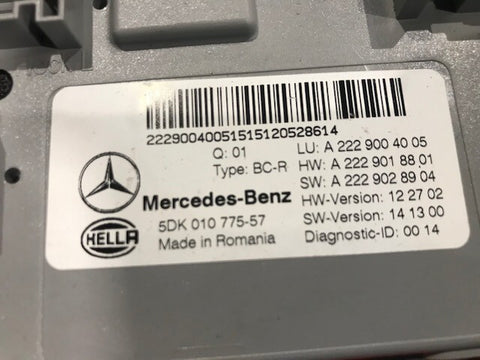 22290040051515120528614
Q: 01
LU: A 222 900 40 05
Type: BC-R
HW: A 222 901 88 01
SW: A 222 902 89 04
Mercedes-Benz
HW-Version: 12 27 02
5DK 010 775-57
SW-Version: 14 13 00
HELLA
Made in Romania
Diagnostic-ID: 00 14